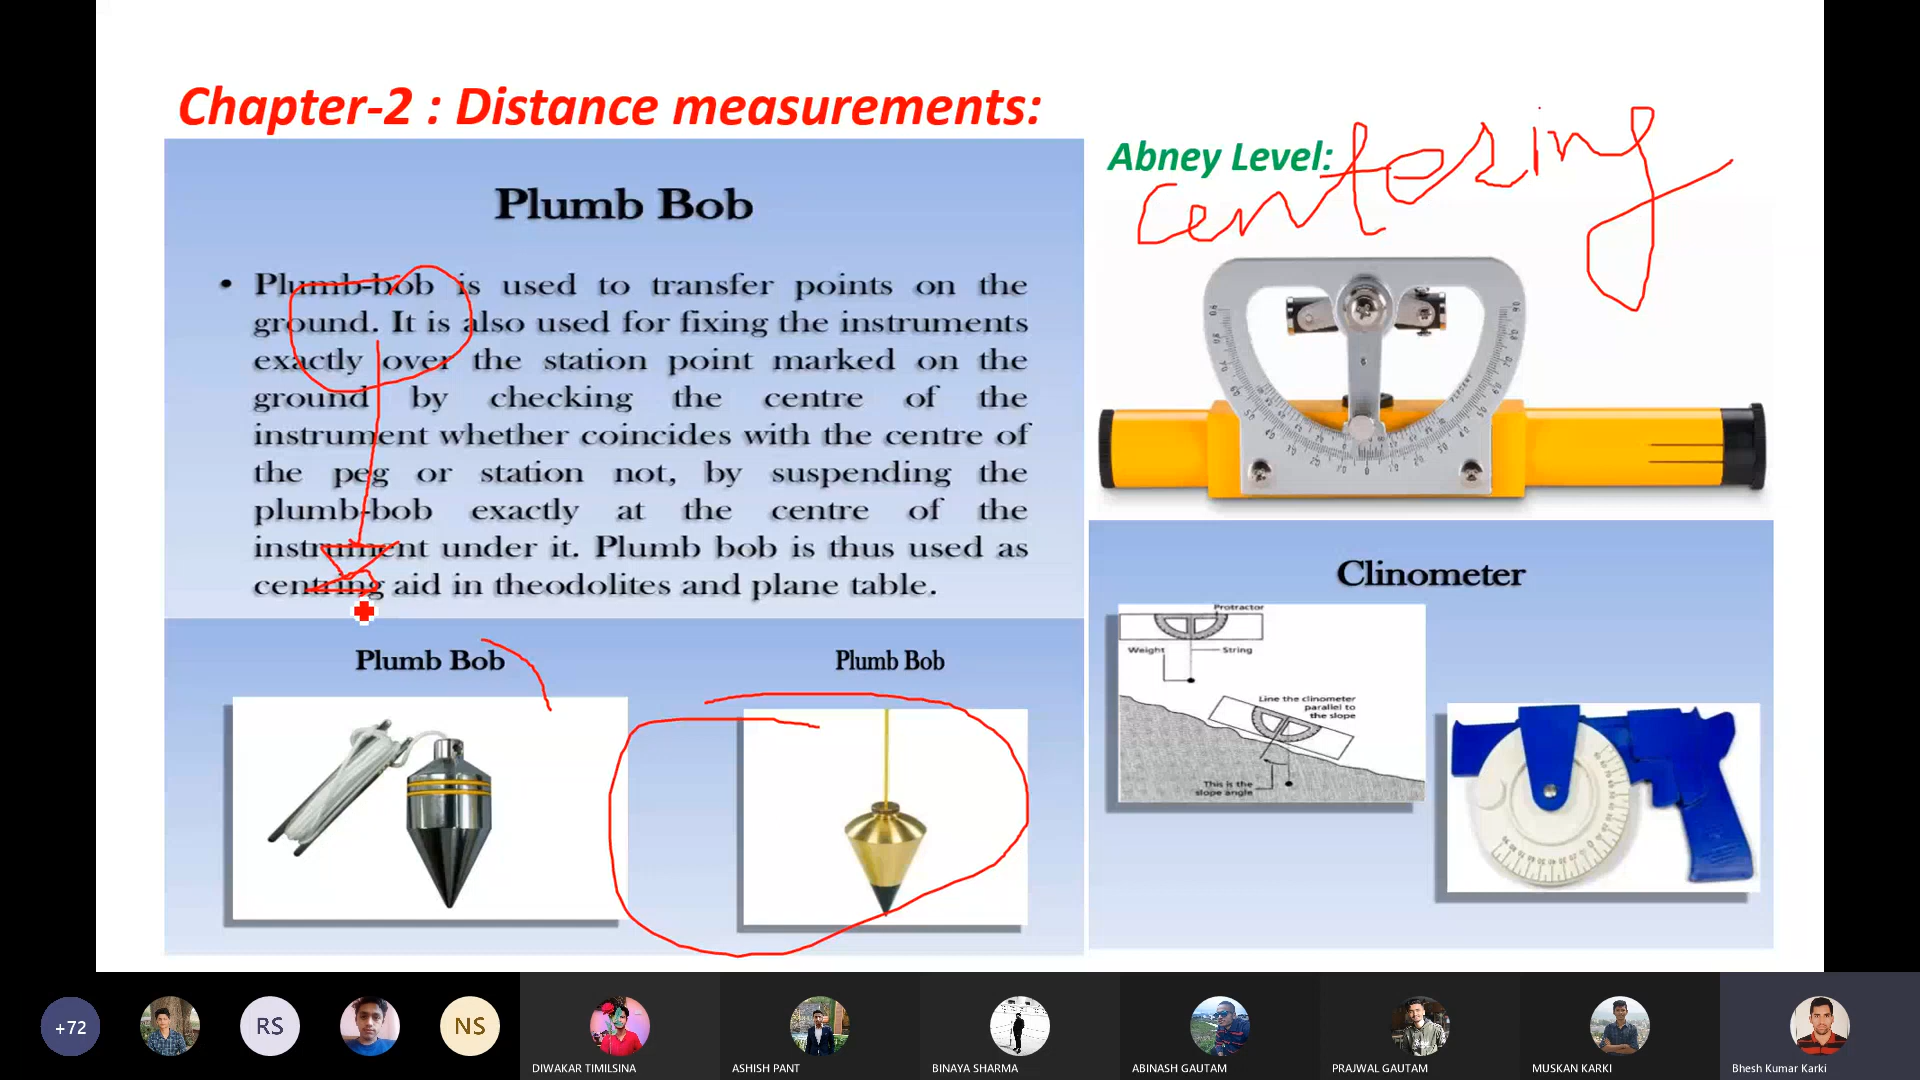 Chapter-2 : Distance measurements:
Plumb Bob
• Plumb-bob is used to transfer points on the
ground. It is also used for fixing the instruments
exactly over the station point marked on the
ground by checking the centre of the
instrument whether coincides with the centre of
the peg or station not, by suspending the
plumb-bob exactly at the centre of the
instrument under it. Plumb bob is thus used as
centring aid in theodolites and plane table.
Plumb Bob
Plumb Bob
Abney Level:
centering
PERCENT
Clinometer
Protractor
Weight
String
Line the clinometer
parallel to
the slope
This is the
slope angle
+72
RS
NS
DIWAKAR TIMILSINA
ASHISH PANT
BINAYA SHARMA
ABINASH GAUTAM
PRAJWAL GAUTAM
MUSKAN KARKI
Bhesh Kumar Karki